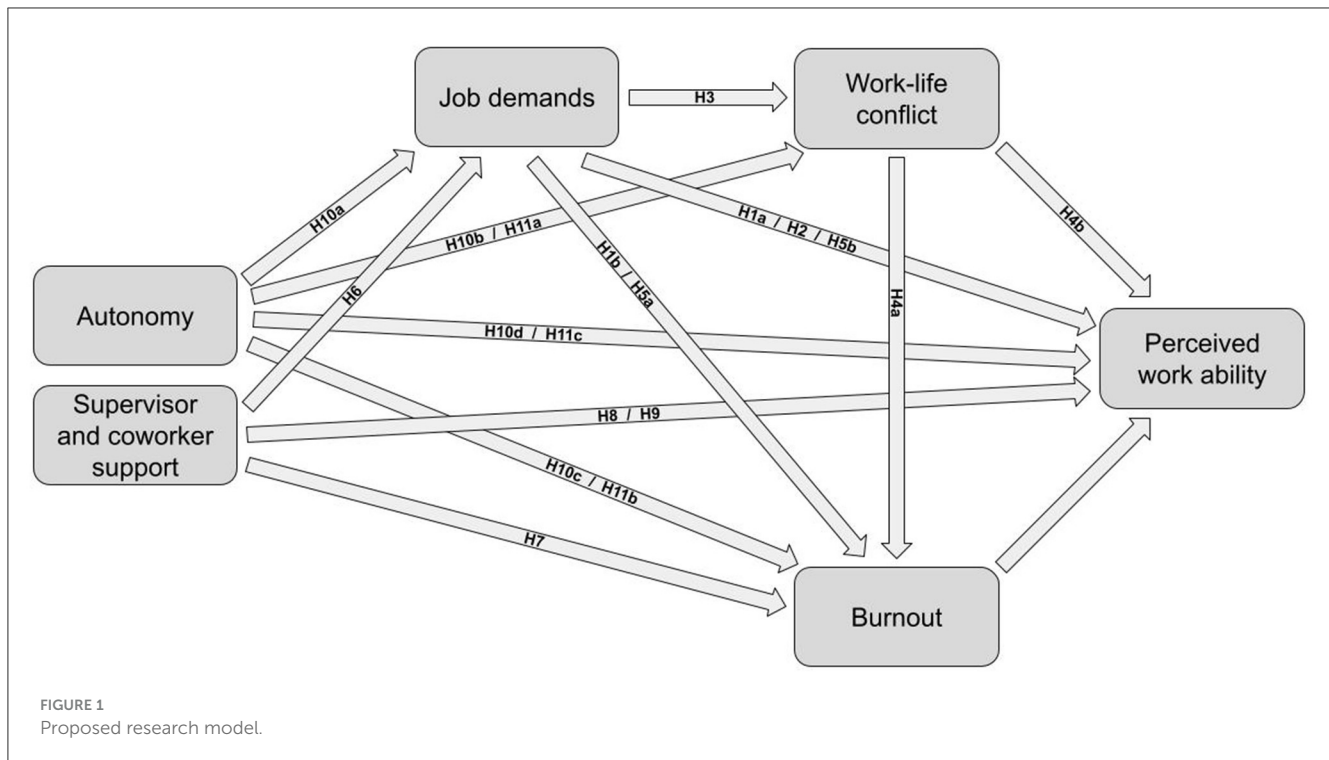 Job demands
H3
Work-life
conflict
H10a
H10b / H11a
H6
H1b / H5a
H1a / H2 / H5b
H4a
H4b
Autonomy
H10d / H11c
Perceived
work ability
Supervisor
and coworker
support
H8 / H9
H10c / H11b
H7
Burnout
FIGURE 1
Proposed research model.